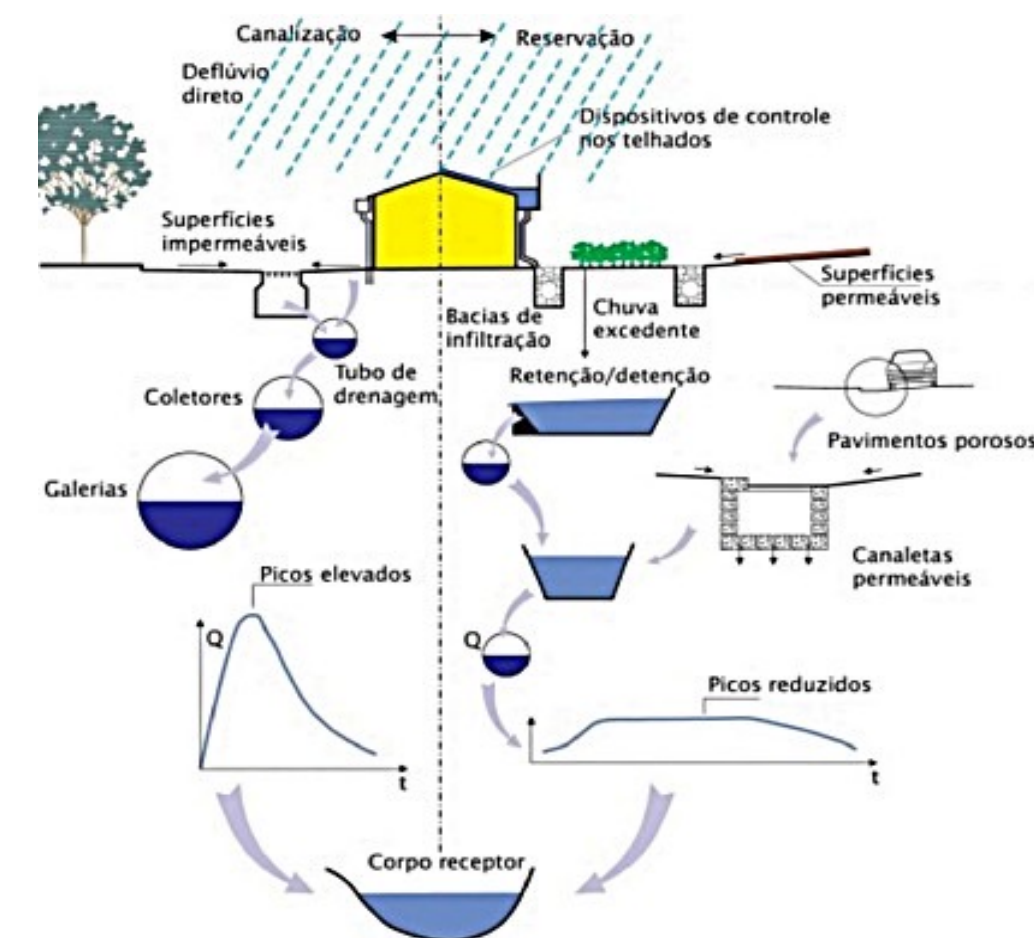 Canalização
Reservação
Deflúvio
direto
Dispositivos de controle
nos telhados
Superfícies
impermeáveis
Superfícies
permeáveis
Bacias de
infiltração
Chuva
excedente
Tubo de
drenagem
Retenção/detenção
Coletores
Pavimentos porosos
Galerias
Canaletas
permeáveis
Picos elevados
Q
t
Q
Picos reduzidos
t
Corpo receptor